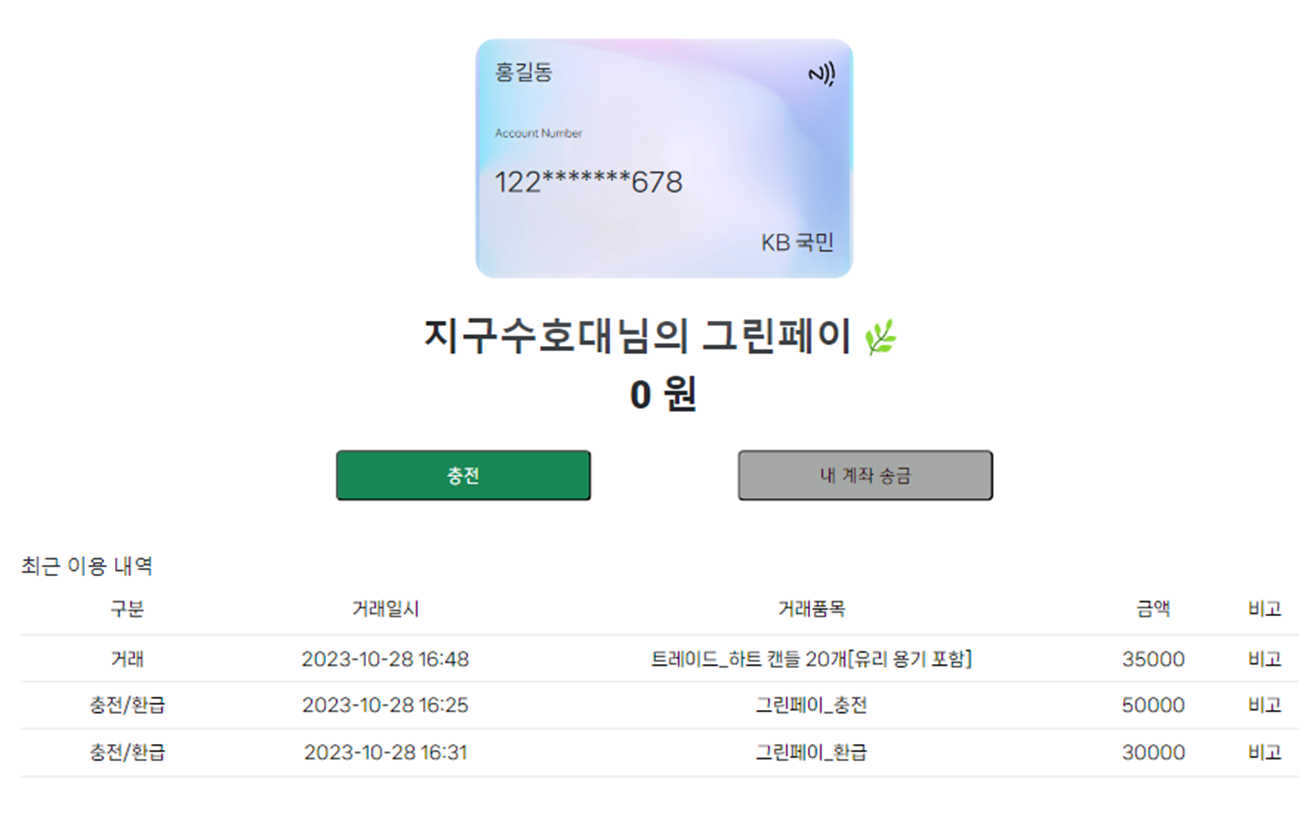 홍길동
Account Number
122*******678
KB 국민
지구수호대님의 그린페이
0 원
충전 내 계좌 송금
최근 이용 내역
구분 거래일시 거래품목 금액 비고
거래 2023-10-28 16:48 트레이드_하트 캔들 20개[유리 용기 포함] 35000 비고
충전/환급 2023-10-28 16:25 그린페이_충전 50000 비고
충전/환급 2023-10-28 16:31 그린페이_환급 30000 비고